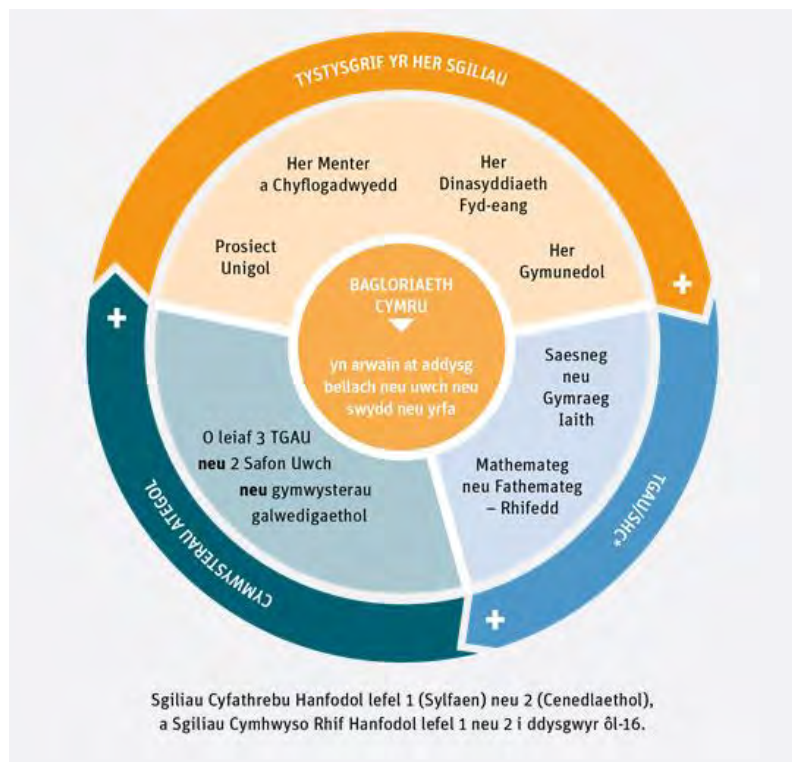 TYSTYSGRIF YR HER SGILIAU
Her Menter
a Chyflogadwyedd
Her
Dinasyddiaeth
Fyd-eang
Prosiect
Unigol
Her
Gymunedol
BAGLORIAETH
CYMRU
yn arwain at addysg
bellach neu uwch neu
swydd neu yrfa
Saesneg
neu
Gymraeg
Iaith
Mathemateg
neu Fathemateg
– Rhifedd
TGAU/SHC*
O leiaf 3 TGAU
neu 2 Safon Uwch
neu gymwysterau
galwedigaethol
CYMWYSTERAU ATEGOL
+
+
+
Sgiliau Cyfathrebu Hanfodol lefel 1 (Sylfaen) neu 2 (Cenedlaethol),
a Sgiliau Cymhwyso Rhif Hanfodol lefel 1 neu 2 i ddysgwyr ôl-16.